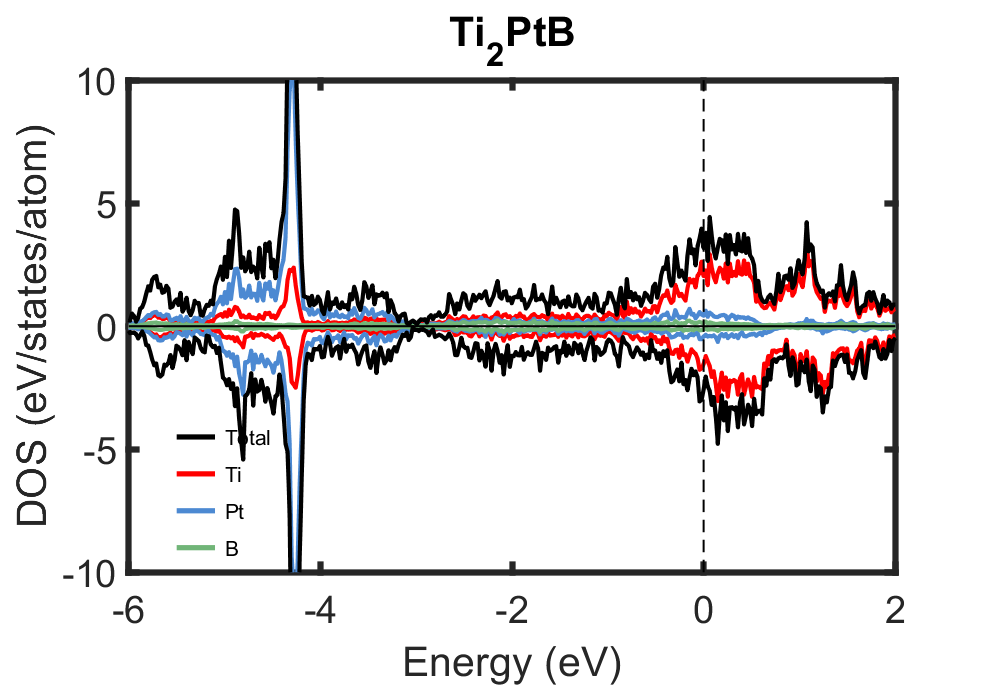 Ti₂PtB
DOS (eV/states/atom)
10
5
0
-5
-10
Total
Ti
Pt
B
-6 -4 -2 0 2
Energy (eV)